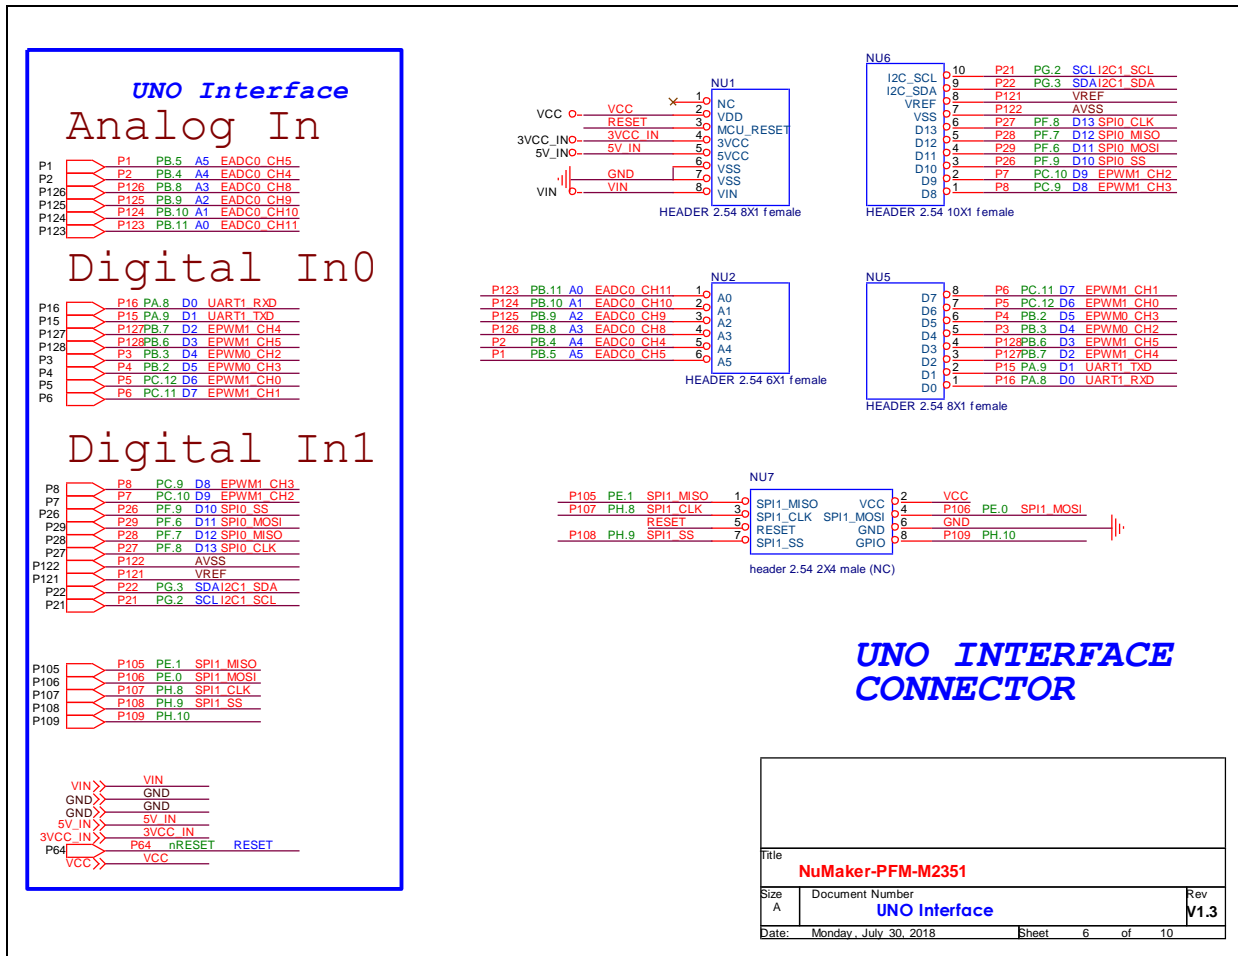 UNO Interface
Analog In
P1 P1 PB.5 A5 EADC0_CH5
P2 P2 PB.4 A4 EADC0_CH4
P126 P126 PB.8 A3 EADC0_CH8
P125 P125 PB.9 A2 EADC0_CH9
P124 P124 PB.10 A1 EADC0_CH10
P123 P123 PB.11 A0 EADC0_CH11
Digital In0
P16 P16 PA.8 D0 UART1_RXD
P15 P15 PA.9 D1 UART1_TXD
P127 P127 PB.7 D2 EPWM1_CH4
P128 P128 PB.6 D3 EPWM1_CH5
P3 P3 PB.3 D4 EPWM0_CH2
P4 P4 PB.2 D5 EPWM0_CH3
P5 P5 PC.12 D6 EPWM1_CH0
P6 P6 PC.11 D7 EPWM1_CH1
Digital In1
P8 P8 PC.9 D8 EPWM1_CH3
P7 P7 PC.10 D9 EPWM1_CH2
P26 P26 PF.9 D10 SPI0_SS
P29 P29 PF.6 D11 SPI0_MOSI
P28 P28 PF.7 D12 SPI0_MISO
P27 P27 PF.8 D13 SPI0_CLK
P122 P122 AVSS
P121 P121 VREF
P22 P22 PG.3 SDA I2C1_SDA
P21 P21 PG.2 SCL I2C1_SCL
P105 P105 PE.1 SPI1_MISO
P106 P106 PE.0 SPI1_MOSI
P107 P107 PH.8 SPI1_CLK
P108 P108 PH.9 SPI1_SS
P109 P109 PH.10
VIN VIN
GND GND
GND GND
5V_IN 5V_IN
3VCC_IN 3VCC_IN
P64 P64 nRESET RESET
VCC VCC
NU1
1 NC
VCC VCC 2 VDD
RESET 3 MCU_RESET
3VCC_IN 3VCC_IN 4 3VCC
5V_IN 5V_IN 5 5VCC
6 VSS
GND 7 VSS
VIN VIN 8 VIN
HEADER 2.54 8X1 female
NU6
I2C_SCL 10 P21 PG.2 SCL I2C1_SCL
I2C_SDA 9 P22 PG.3 SDA I2C1_SDA
VREF 8 P121 VREF
VSS 7 P122 AVSS
D13 6 P27 PF.8 D13 SPI0_CLK
D12 5 P28 PF.7 D12 SPI0_MISO
D11 4 P29 PF.6 D11 SPI0_MOSI
D10 3 P26 PF.9 D10 SPI0_SS
D9 2 P7 PC.10 D9 EPWM1_CH2
D8 1 P8 PC.9 D8 EPWM1_CH3
HEADER 2.54 10X1 female
NU2
P123 PB.11 A0 EADC0_CH11 1 A0
P124 PB.10 A1 EADC0_CH10 2 A1
P125 PB.9 A2 EADC0_CH9 3 A2
P126 PB.8 A3 EADC0_CH8 4 A3
P2 PB.4 A4 EADC0_CH4 5 A4
P1 PB.5 A5 EADC0_CH5 6 A5
HEADER 2.54 6X1 female
NU5
D7 8 P6 PC.11 D7 EPWM1_CH1
D6 7 P5 PC.12 D6 EPWM1_CH0
D5 6 P4 PB.2 D5 EPWM0_CH3
D4 5 P3 PB.3 D4 EPWM0_CH2
D3 4 P128 PB.6 D3 EPWM1_CH5
D2 3 P127 PB.7 D2 EPWM1_CH4
D1 2 P15 PA.9 D1 UART1_TXD
D0 1 P16 PA.8 D0 UART1_RXD
HEADER 2.54 8X1 female
NU7
P105 PE.1 SPI1_MISO 1 SPI1_MISO VCC 2 VCC
P107 PH.8 SPI1_CLK 3 SPI1_CLK SPI1_MOSI 4 P106 PE.0 SPI1_MOSI
RESET 5 RESET GND 6 GND
P108 PH.9 SPI1_SS 7 SPI1_SS GPIO 8 P109 PH.10
header 2.54 2X4 male (NC)
UNO INTERFACE
CONNECTOR
Title
NuMaker-PFM-M2351
Size Document Number Rev
A UNO Interface V1.3
Date: Monday, July 30, 2018 Sheet 6 of 10